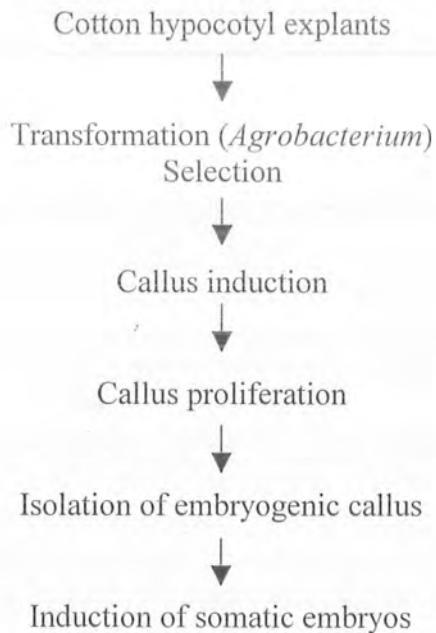 Cotton hypocotyl explants
Transformation (Agrobacterium)
Selection
Callus induction
Callus proliferation
Isolation of embryogenic callus
Induction of somatic embryos